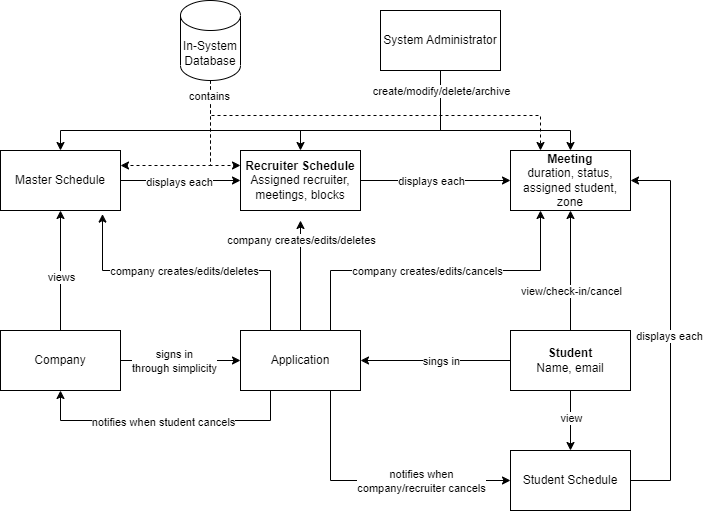 In-System
Database
System Administrator
contains
create/modify/delete/archive
Master Schedule
displays each
Recruiter Schedule
Assigned recruiter,
meetings, blocks
displays each
Meeting
duration, status,
assigned student,
zone
company creates/edits/deletes
views
company creates/edits/deletes
company creates/edits/cancels
view/check-in/cancel
displays each
Company
signs in
through simplicity
Application
sings in
Student
Name, email
notifies when student cancels
view
notifies when
company/recruiter cancels
Student Schedule